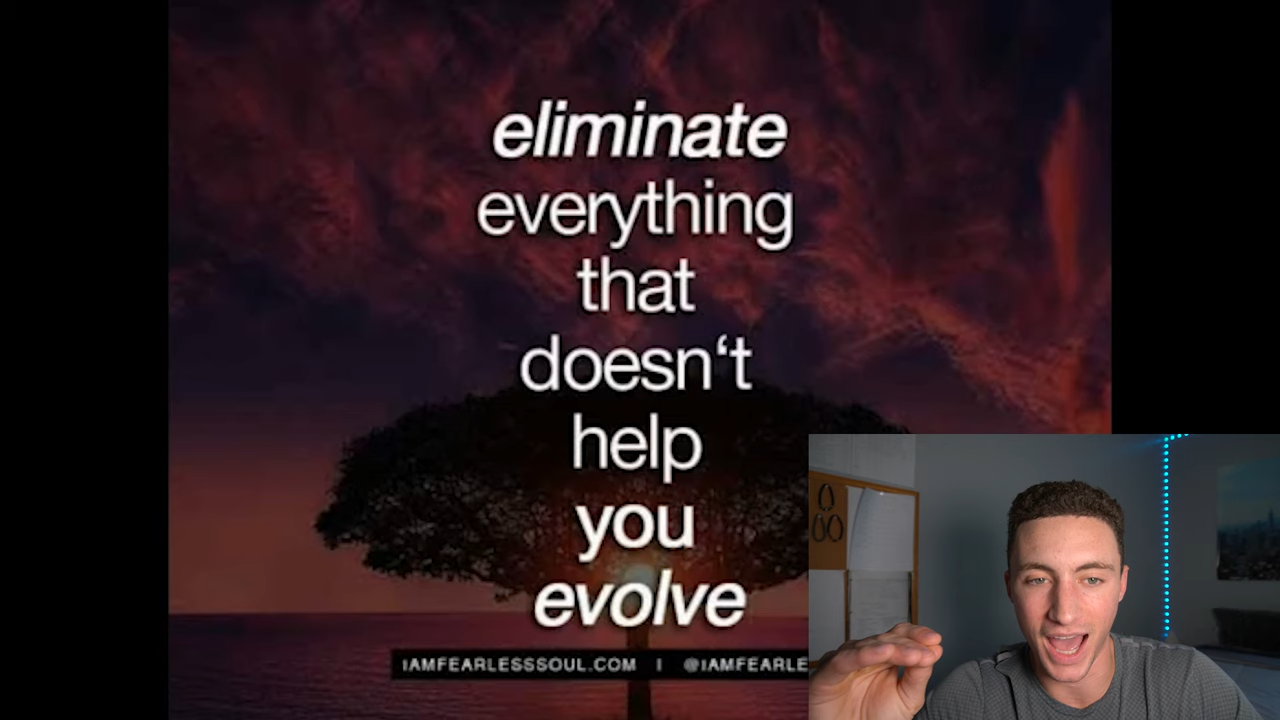 eliminate
everything
that
doesn‘t
help
you
evolve
IAMFEARLESSSOUL.COM | @IAMFEARLE